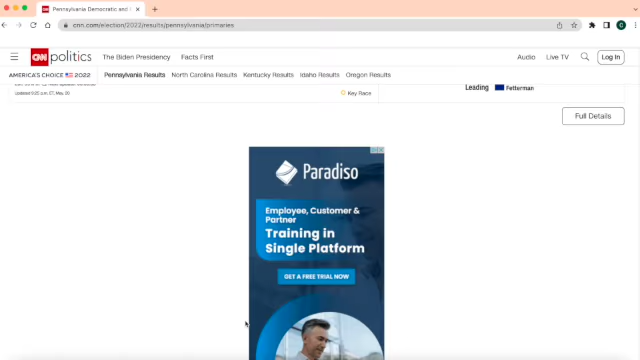 Pennsylvania Democratic and
cnn.com/election/2022/results/pennsylvania/primaries
CNN politics The Biden Presidency Facts First Audio Live TV Log In
AMERICA'S CHOICE 2022 Pennsylvania Results North Carolina Results Kentucky Results Idaho Results Oregon Results
Leading Fetterman
Key Race
Full Details
Paradiso
Employee, Customer &
Partner
Training in
Single Platform
GET A FREE TRIAL NOW